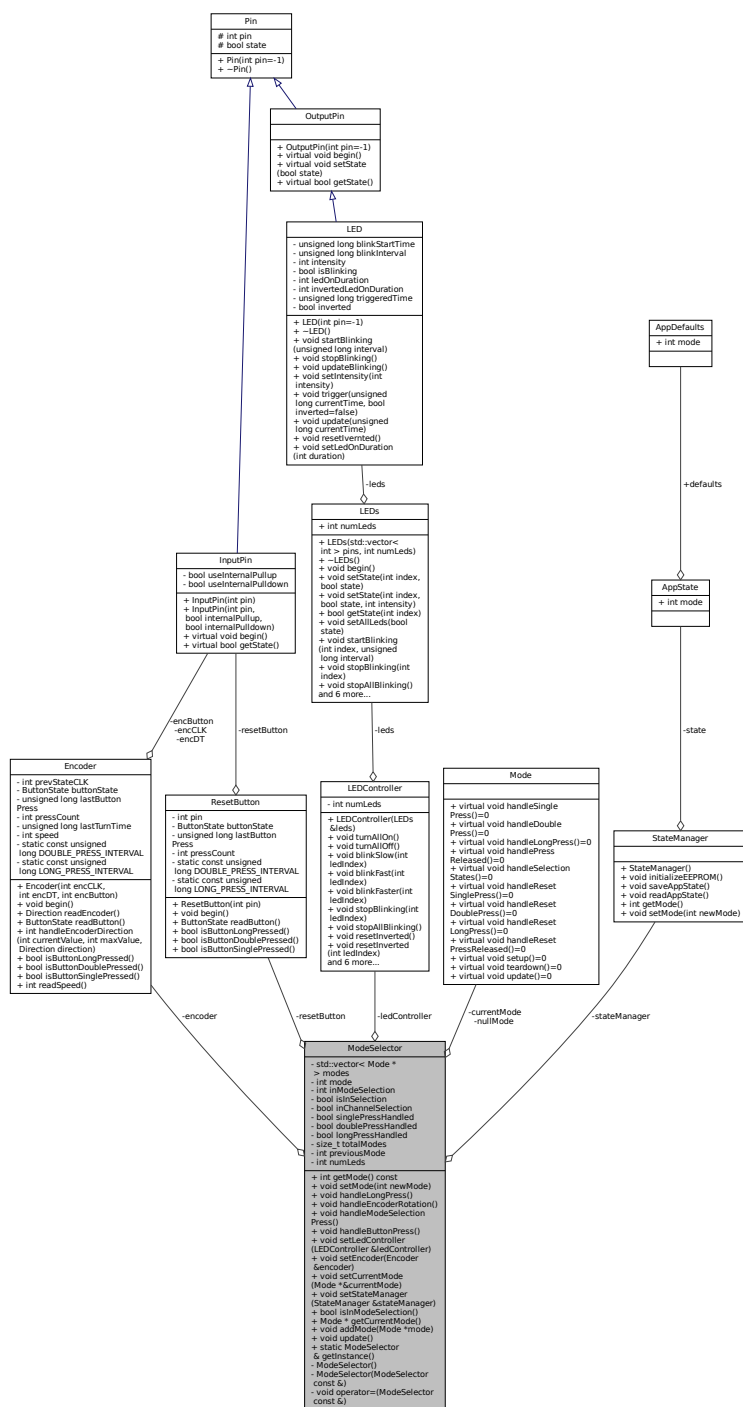 Pin
# int pin
# bool state
+ Pin(int pin=-1)
+ ~Pin()
OutputPin
+ OutputPin(int pin=-1)
+ virtual void begin()
+ virtual void setState
(bool state)
+ virtual bool getState()
LED
- unsigned long blinkStartTime
- unsigned long blinkInterval
- int intensity
- bool isBlinking
- int ledOnDuration
- int invertedLedOnDuration
- unsigned long triggeredTime
- bool inverted
+ LED(int pin=-1)
+ ~LED()
+ void startBlinking
(unsigned long interval)
+ void stopBlinking()
+ void updateBlinking()
+ void setIntensity(int
intensity)
+ void trigger(unsigned
long currentTime, bool
inverted=false)
+ void update(unsigned
long currentTime)
+ void resetIvernted()
+ void setLedOnDuration
(int duration)
AppDefaults
+ int mode
-leds
+defaults
LEDs
+ int numLeds
+ LEDs(std::vector<
int > pins, int numLeds)
+ ~LEDs()
+ void begin()
+ void setState(int index,
bool state)
+ void setState(int index,
bool state, int intensity)
+ bool getState(int index)
+ void setAllLeds(bool
state)
+ void startBlinking
(int index, unsigned
long interval)
+ void stopBlinking(int
index)
+ void stopAllBlinking()
and 6 more...
InputPin
- bool useInternalPullup
- bool useInternalPulldown
+ InputPin(int pin)
+ InputPin(int pin,
bool internalPullup,
bool internalPulldown)
+ virtual void begin()
+ virtual bool getState()
AppState
+ int mode
-encButton
-encCLK
-encDT
-resetButton
-leds
-state
Encoder
- int prevStateCLK
- ButtonState buttonState
- unsigned long lastButton
Press
- int pressCount
- unsigned long lastTurnTime
- int speed
- static const unsigned
long DOUBLE_PRESS_INTERVAL
- static const unsigned
long LONG_PRESS_INTERVAL
+ Encoder(int encCLK,
int encDT, int encButton)
+ void begin()
+ Direction readEncoder()
+ ButtonState readButton()
+ int handleEncoderDirection
(int currentValue, int maxValue,
Direction direction)
+ bool isButtonLongPressed()
+ bool isButtonDoublePressed()
+ bool isButtonSinglePressed()
+ int readSpeed()
ResetButton
- int pin
- ButtonState buttonState
- unsigned long lastButton
Press
- int pressCount
- static const unsigned
long DOUBLE_PRESS_INTERVAL
- static const unsigned
long LONG_PRESS_INTERVAL
+ ResetButton(int pin)
+ void begin()
+ ButtonState readButton()
+ bool isButtonLongPressed()
+ bool isButtonDoublePressed()
+ bool isButtonSinglePressed()
LEDController
- int numLeds
+ LEDController(LEDs
&leds)
+ void turnAllOn()
+ void turnAllOff()
+ void blinkSlow(int
ledIndex)
+ void blinkFast(int
ledIndex)
+ void blinkFaster(int
ledIndex)
+ void stopBlinking(int
ledIndex)
+ void stopAllBlinking()
+ void resetInverted()
+ void resetInverted
(int ledIndex)
and 6 more...
Mode
+ virtual void handleSingle
Press()=0
+ virtual void handleDouble
Press()=0
+ virtual void handleLongPress()=0
+ virtual void handlePress
Released()=0
+ virtual void handleSelection
States()=0
+ virtual void handleReset
SinglePress()=0
+ virtual void handleReset
DoublePress()=0
+ virtual void handleReset
LongPress()=0
+ virtual void handleReset
PressReleased()=0
+ virtual void setup()=0
+ virtual void teardown()=0
+ virtual void update()=0
StateManager
+ StateManager()
+ void initializeEEPROM()
+ void saveAppState()
+ void readAppState()
+ int getMode()
+ void setMode(int newMode)
-encoder
-resetButton
-ledController
-currentMode
-nullMode
-stateManager
ModeSelector
- std::vector< Mode *
> modes
- int mode
- int inModeSelection
- bool isInSelection
- bool inChannelSelection
- bool singlePressHandled
- bool doublePressHandled
- bool longPressHandled
- size_t totalModes
- int previousMode
- int numLeds
+ int getMode() const
+ void setMode(int newMode)
+ void handleLongPress()
+ void handleEncoderRotation()
+ void handleModeSelection
Press()
+ void handleButtonPress()
+ void setLedController
(LEDController &ledController)
+ void setEncoder(Encoder
&encoder)
+ void setCurrentMode
(Mode *&currentMode)
+ void setStateManager
(StateManager &stateManager)
+ bool isInModeSelection()
+ Mode * getCurrentMode()
+ void addMode(Mode *mode)
+ void update()
+ static ModeSelector
& getInstance()
- ModeSelector()
- ModeSelector(ModeSelector
const &)
- void operator=(ModeSelector
const &)